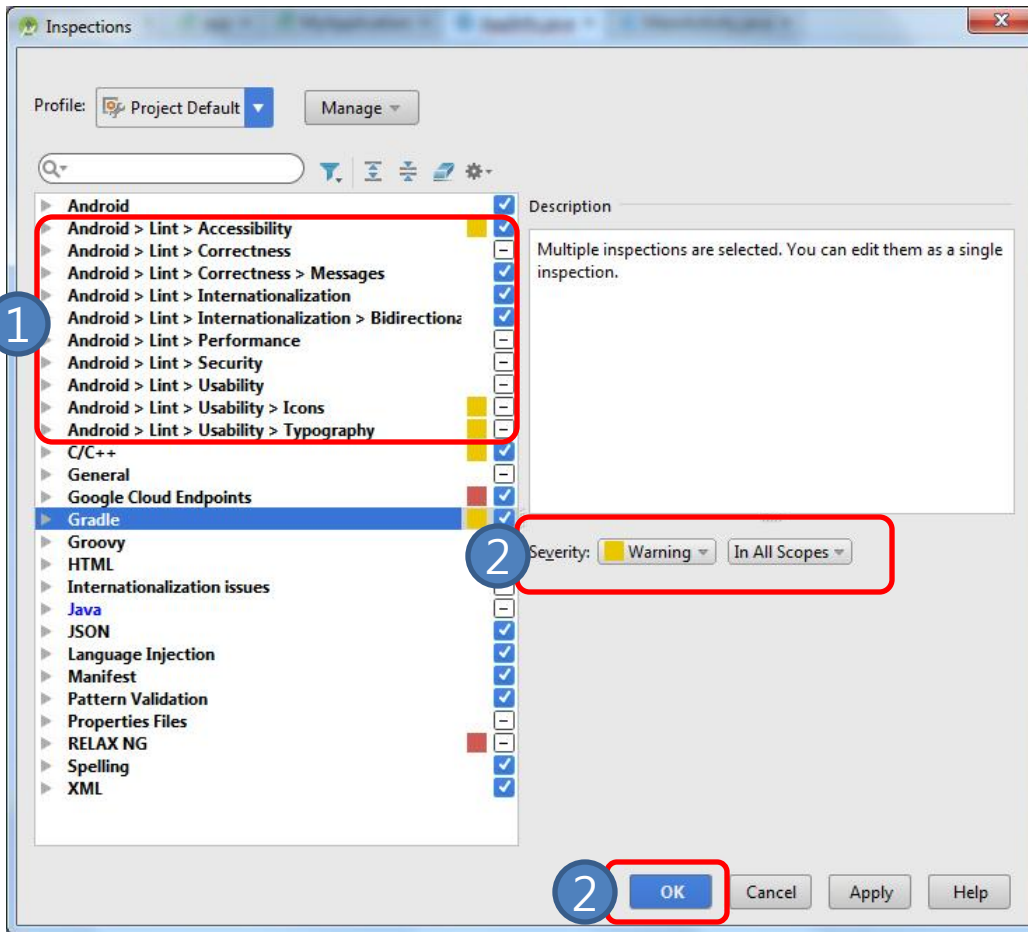 Inspections
Profile: Project Default Manage
Android
Android > Lint > Accessibility
Android > Lint > Correctness
Android > Lint > Correctness > Messages
Android > Lint > Internationalization
Android > Lint > Internationalization > Bidirectiona
Android > Lint > Performance
Android > Lint > Security
Android > Lint > Usability
Android > Lint > Usability > Icons
Android > Lint > Usability > Typography
C/C++
General
Google Cloud Endpoints
Gradle
Groovy
HTML
Internationalization issues
Java
JSON
Language Injection
Manifest
Pattern Validation
Properties Files
RELAX NG
Spelling
XML
1
Description
Multiple inspections are selected. You can edit them as a single
inspection.
2
Severity: Warning In All Scopes
2
OK Cancel Apply Help